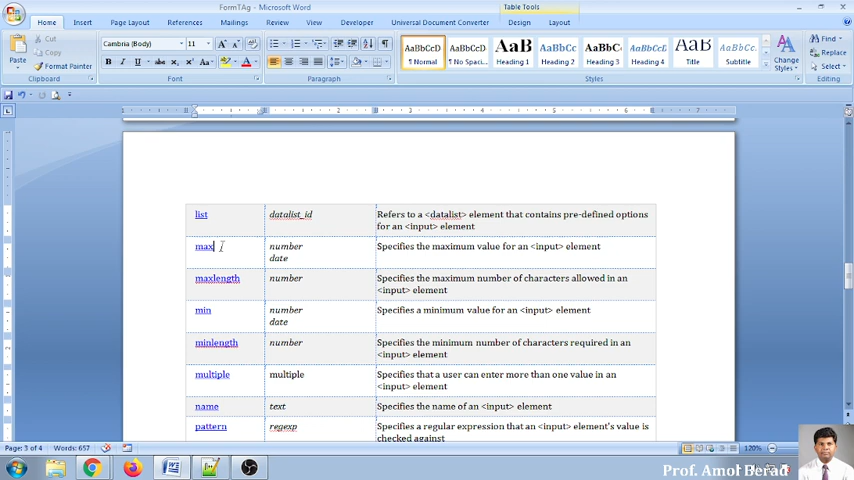 FormTAg - Microsoft Word
Table Tools
Home Insert Page Layout References Mailings Review View Developer Universal Document Converter Design Layout
Paste
Cut
Copy
Format Painter
Clipboard
Cambria (Body) 11
Font
Paragraph
AaBbCcD AaBbCcD AaBb AaBbCc AaBbCc AaBbCcD AaBb AaBbCc.
¶ Normal ¶ No Spaci... Heading 1 Heading 2 Heading 3 Heading 4 Title Subtitle
Change Styles
Styles
Find
Replace
Select
Editing
list datalist_id Refers to a <datalist> element that contains pre-defined options
for an <input> element
max number Specifies the maximum value for an <input> element
date
maxlength number Specifies the maximum number of characters allowed in an
<input> element
min number Specifies a minimum value for an <input> element
date
minlength number Specifies the minimum number of characters required in an
<input> element
multiple multiple Specifies that a user can enter more than one value in an
<input> element
name text Specifies the name of an <input> element
pattern regexp Specifies a regular expression that an <input> element's value is
checked against
Page: 3 of 4 Words: 657 120%
Prof. Amol Berad